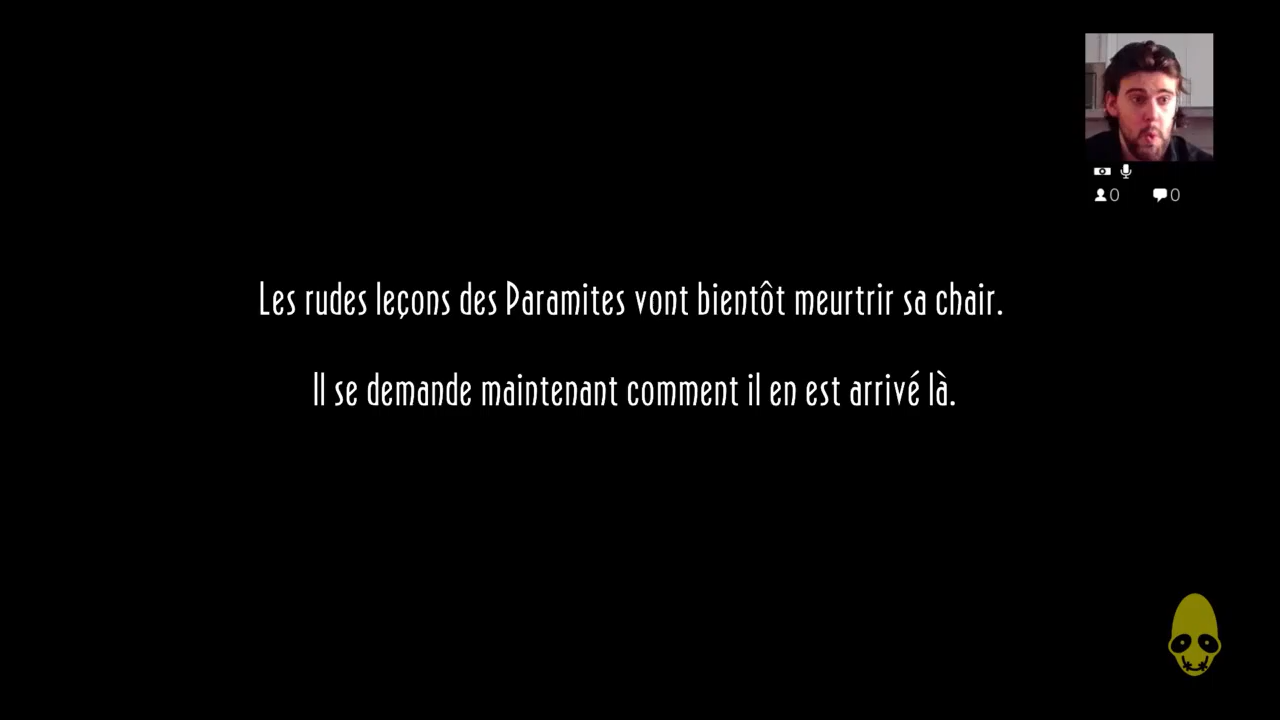 0 0
Les rudes leçons des Paramites vont bientôt meurtrir sa chair.
Il se demande maintenant comment il en est arrivé là.